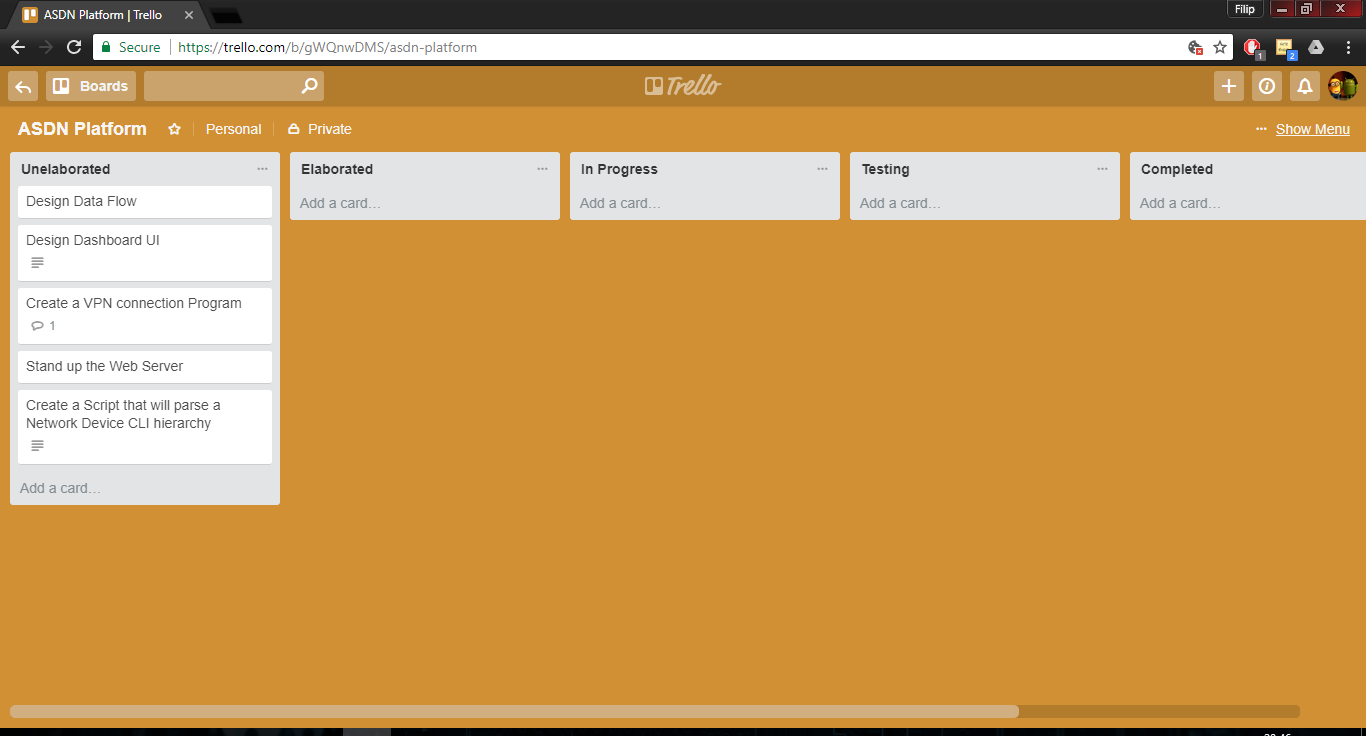 ASDN Platform | Trello
Filip
Secure
https://trello.com/b/gWQnwDMS/asdn-platform
1
2
Boards
Trello
ASDN Platform
Personal
Private
Show Menu
Unelaborated
Design Data Flow
Design Dashboard UI
Create a VPN connection Program
1
Stand up the Web Server
Create a Script that will parse a
Network Device CLI hierarchy
Add a card…
Elaborated
Add a card…
In Progress
Add a card…
Testing
Add a card…
Completed
Add a card…